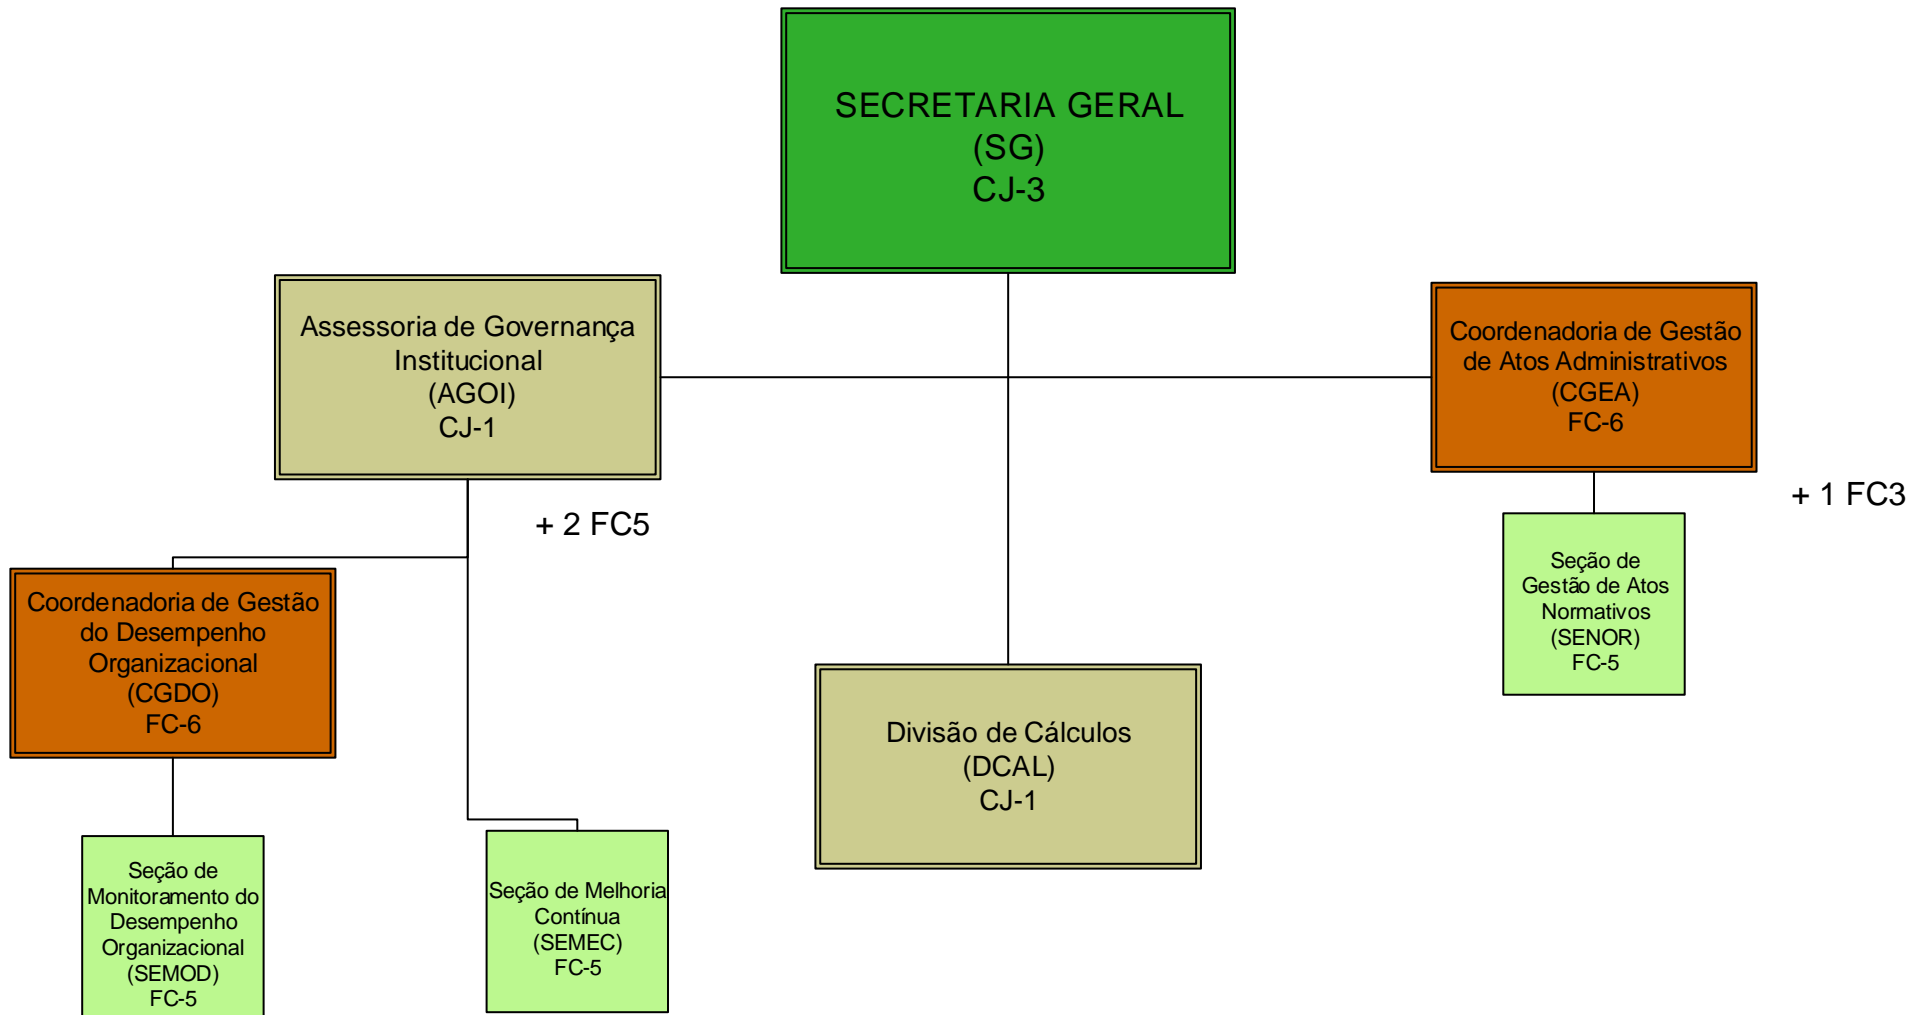 SECRETARIA GERAL
(SG)
CJ-3
Assessoria de Governança
Institucional
(AGOI)
CJ-1
Coordenadoria de Gestão
de Atos Administrativos
(CGEA)
FC-6
+ 2 FC5
+ 1 FC3
Coordenadoria de Gestão
do Desempenho
Organizacional
(CGDO)
FC-6
Seção de
Gestão de Atos
Normativos
(SENOR)
FC-5
Divisão de Cálculos
(DCAL)
CJ-1
Seção de
Monitoramento do
Desempenho
Organizacional
(SEMOD)
FC-5
Seção de Melhoria
Contínua
(SEMEC)
FC-5